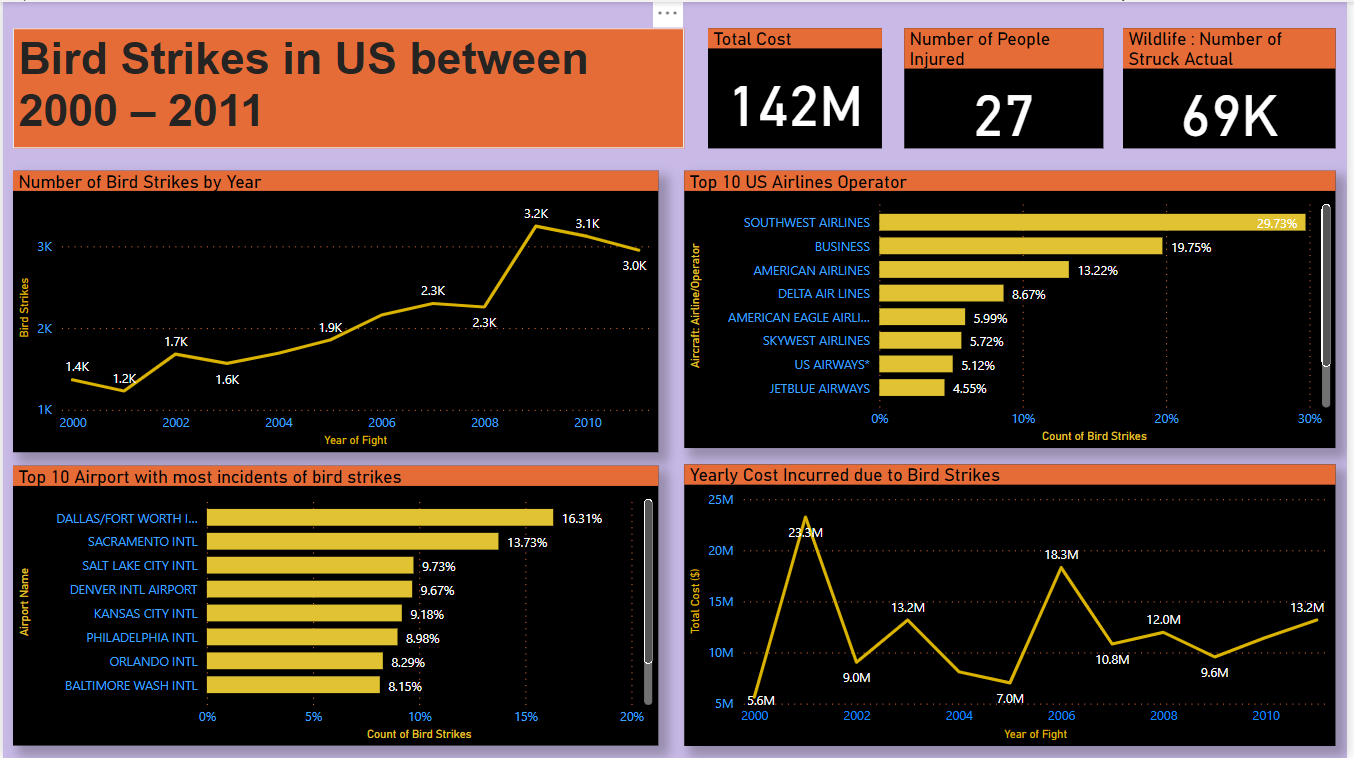 Bird Strikes in US between
2000 – 2011
Total Cost
142M
Number of People
Injured
27
Wildlife : Number of
Struck Actual
69K
Number of Bird Strikes by Year
Bird Strikes
3K
2K
1K
1.4K
1.2K
1.7K
1.6K
1.9K
2.3K
2.3K
3.2K
3.1K
3.0K
2000 2002 2004 2006 2008 2010
Year of Fight
Top 10 US Airlines Operator
Aircraft: Airline/Operator
SOUTHWEST AIRLINES 29.73%
BUSINESS 19.75%
AMERICAN AIRLINES 13.22%
DELTA AIR LINES 8.67%
AMERICAN EAGLE AIRLI... 5.99%
SKYWEST AIRLINES 5.72%
US AIRWAYS* 5.12%
JETBLUE AIRWAYS 4.55%
0% 10% 20% 30%
Count of Bird Strikes
Top 10 Airport with most incidents of bird strikes
Airport Name
DALLAS/FORT WORTH I... 16.31%
SACRAMENTO INTL 13.73%
SALT LAKE CITY INTL 9.73%
DENVER INTL AIRPORT 9.67%
KANSAS CITY INTL 9.18%
PHILADELPHIA INTL 8.98%
ORLANDO INTL 8.29%
BALTIMORE WASH INTL 8.15%
0% 5% 10% 15% 20%
Count of Bird Strikes
Yearly Cost Incurred due to Bird Strikes
Total Cost ($)
25M
20M
15M
10M
5M
5.6M
23.3M
9.0M
13.2M
7.0M
18.3M
10.8M
12.0M
9.6M
13.2M
2000 2002 2004 2006 2008 2010
Year of Fight